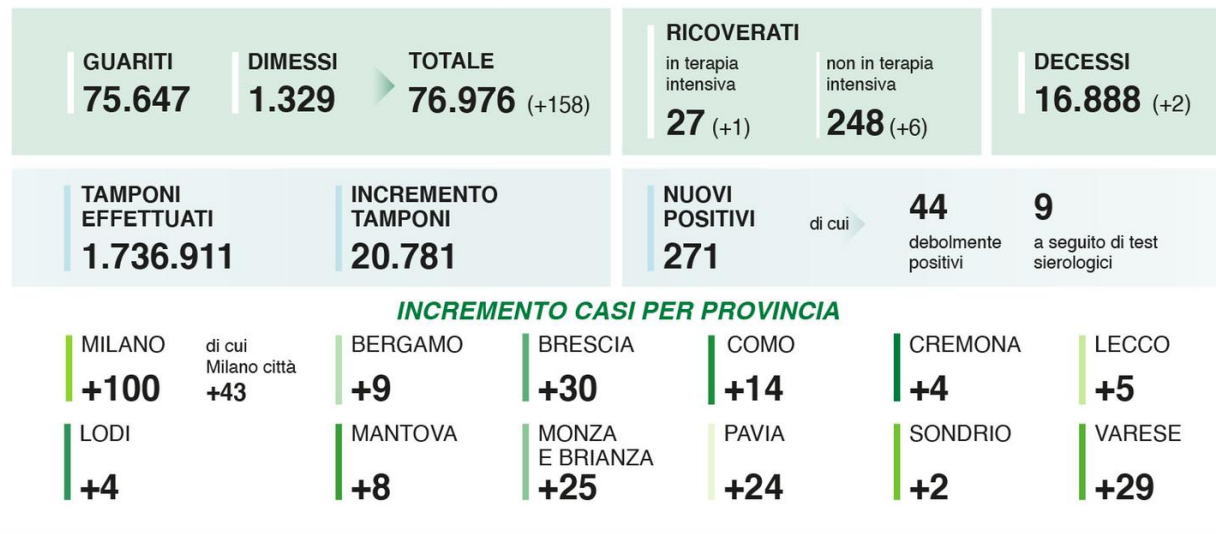 GUARITI
75.647
DIMESSI
1.329
TOTALE
76.976 (+158)
RICOVERATI
in terapia
intensiva
27 (+1)
non in terapia
intensiva
248 (+6)
DECESSI
16.888 (+2)
TAMPONI
EFFETTUATI
1.736.911
INCREMENTO
TAMPONI
20.781
NUOVI
POSITIVI
271
di cui
44
debolmente
positivi
9
a seguito di test
sierologici
INCREMENTO CASI PER PROVINCIA
MILANO
+100
di cui
Milano città
+43
BERGAMO
+9
BRESCIA
+30
COMO
+14
CREMONA
+4
LECCO
+5
LODI
+4
MANTOVA
+8
MONZA
E BRIANZA
+25
PAVIA
+24
SONDRIO
+2
VARESE
+29